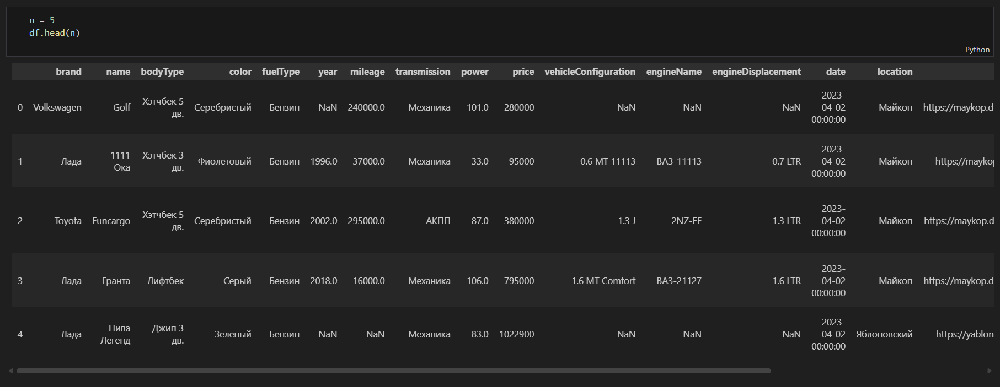 n = 5
df.head(n)
Python
brand name bodyType color fuelType year mileage transmission power price vehicleConfiguration engineName engineDisplacement date location
0 Volkswagen Golf Хэтчбек 5 дв. Серебристый Бензин NaN 240000.0 Механика 101.0 280000 NaN NaN NaN 2023-04-02 00:00:00 Майкоп https://maykop.d
1 Лада 1111 Ока Хэтчбек 3 дв. Фиолетовый Бензин 1996.0 37000.0 Механика 33.0 95000 0.6 MT 11113 ВАЗ-11113 0.7 LTR 2023-04-02 00:00:00 Майкоп https://mayko
2 Toyota Funcargo Хэтчбек 5 дв. Серебристый Бензин 2002.0 295000.0 АКПП 87.0 380000 1.3 J 2NZ-FE 1.3 LTR 2023-04-02 00:00:00 Майкоп https://maykop.d
3 Лада Гранта Лифтбек Серый Бензин 2018.0 16000.0 Механика 106.0 795000 1.6 MT Comfort ВАЗ-21127 1.6 LTR 2023-04-02 00:00:00 Майкоп https://maykop.d
4 Лада Нива Легенд Джип 3 дв. Зеленый Бензин NaN NaN Механика 83.0 1022900 NaN NaN NaN 2023-04-02 00:00:00 Яблоновский https://yablon